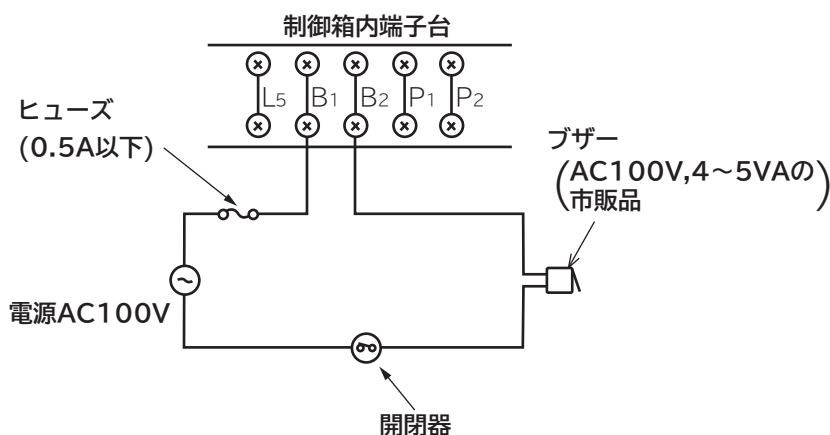 制御箱内端子台
L5 B1 B2 P1 P2
ヒューズ
(0.5A以下)
ブザー
(AC100V,4～5VAの
市販品)
電源AC100V
開閉器